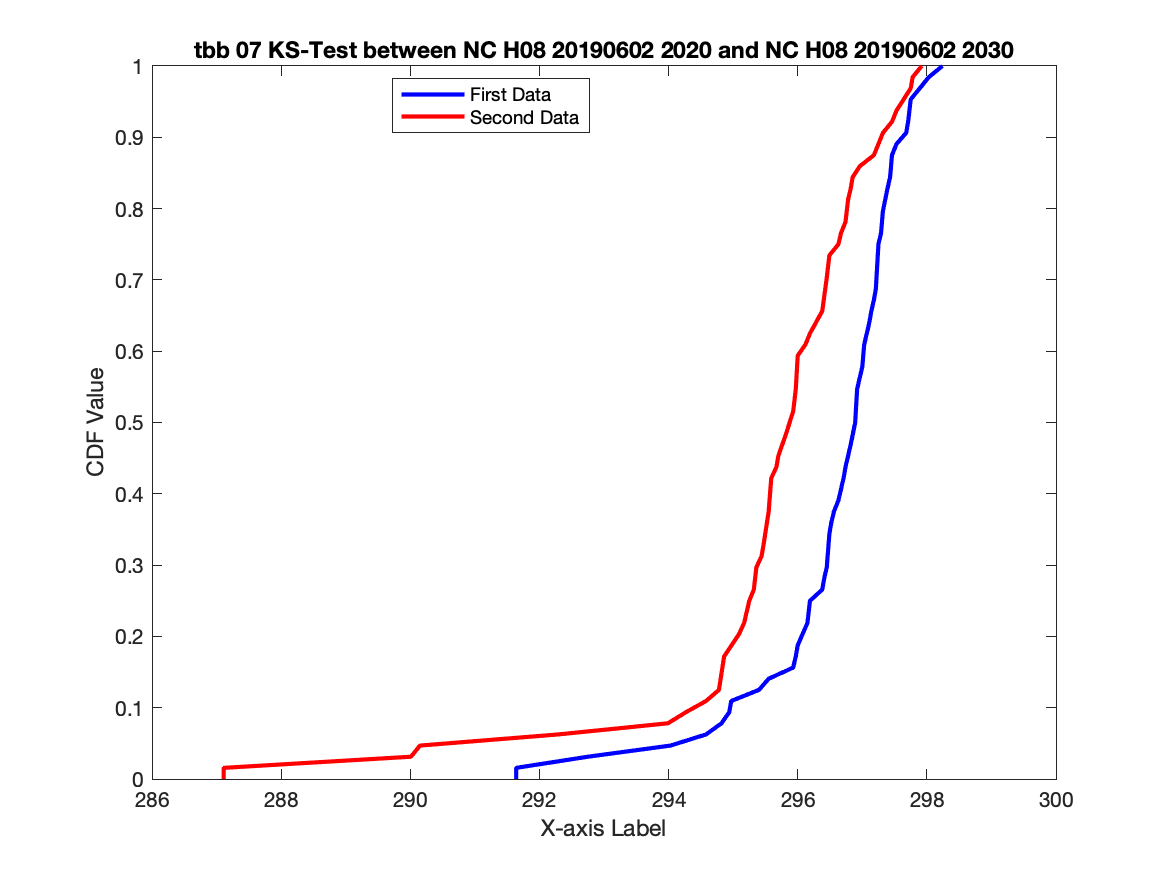 tbb 07 KS-Test between NC H08 20190602 2020 and NC H08 20190602 2030
First Data
Second Data
1
0.9
0.8
0.7
0.6
0.5
0.4
0.3
0.2
0.1
0
CDF Value
286 288 290 292 294 296 298 300
X-axis Label